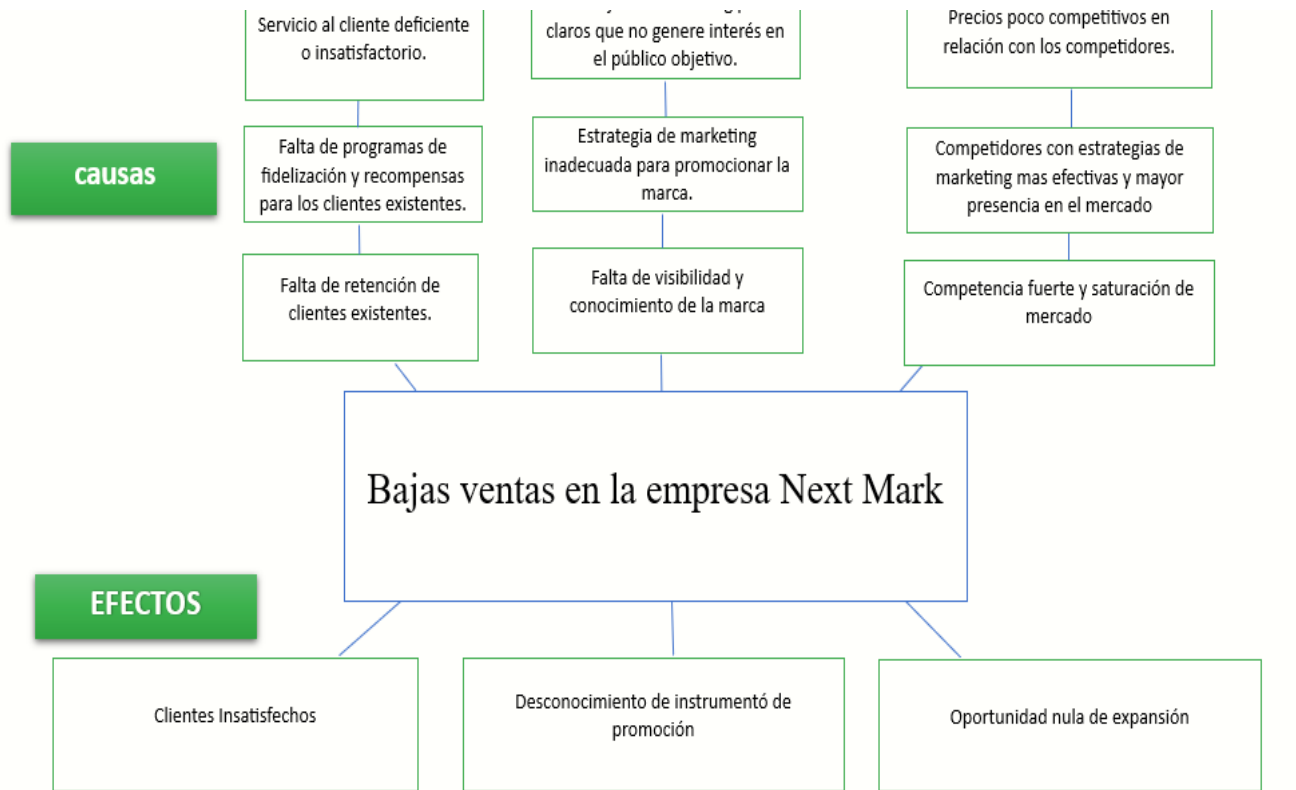 Servicio al cliente deficiente
o insatisfactorio.
claros que no genere interés en
el público objetivo.
Precios poco competitivos en
relación con los competidores.
causas
Falta de programas de
fidelización y recompensas
para los clientes existentes.
Estrategia de marketing
inadecuada para promocionar la
marca.
Competidores con estrategias de
marketing mas efectivas y mayor
presencia en el mercado
Falta de retención de
clientes existentes.
Falta de visibilidad y
conocimiento de la marca
Competencia fuerte y saturación de
mercado
Bajas ventas en la empresa Next Mark
EFECTOS
Clientes Insatisfechos
Desconocimiento de instrumentó de
promoción
Oportunidad nula de expansión